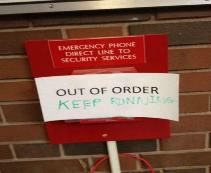 EMERGENCY PHONE
DIRECT LINE TO
SECURITY SERVICES
OUT OF ORDER
KEEP RUNNING